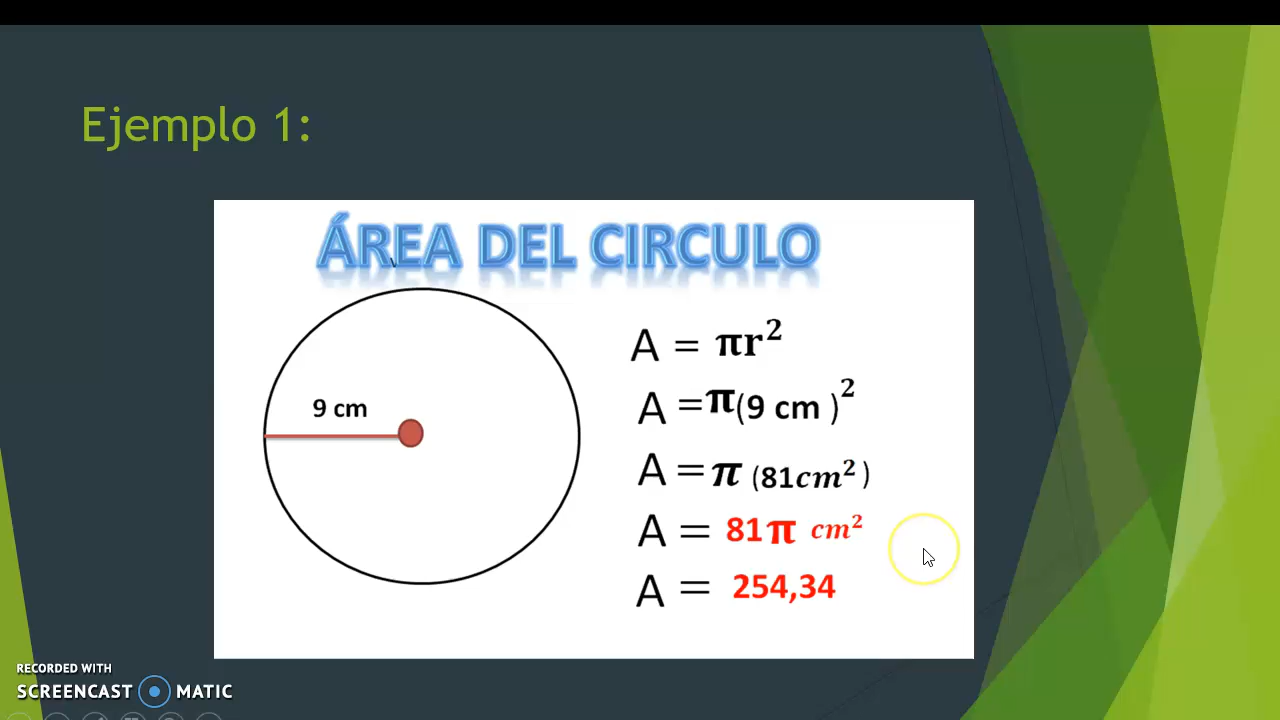 Ejemplo 1:
ÁREA DEL CIRCULO
9 cm
A = πr²
A =π(9 cm )²
A =π (81cm²)
A = 81π cm²
A = 254,34
RECORDED WITH
SCREENCAST MATIC